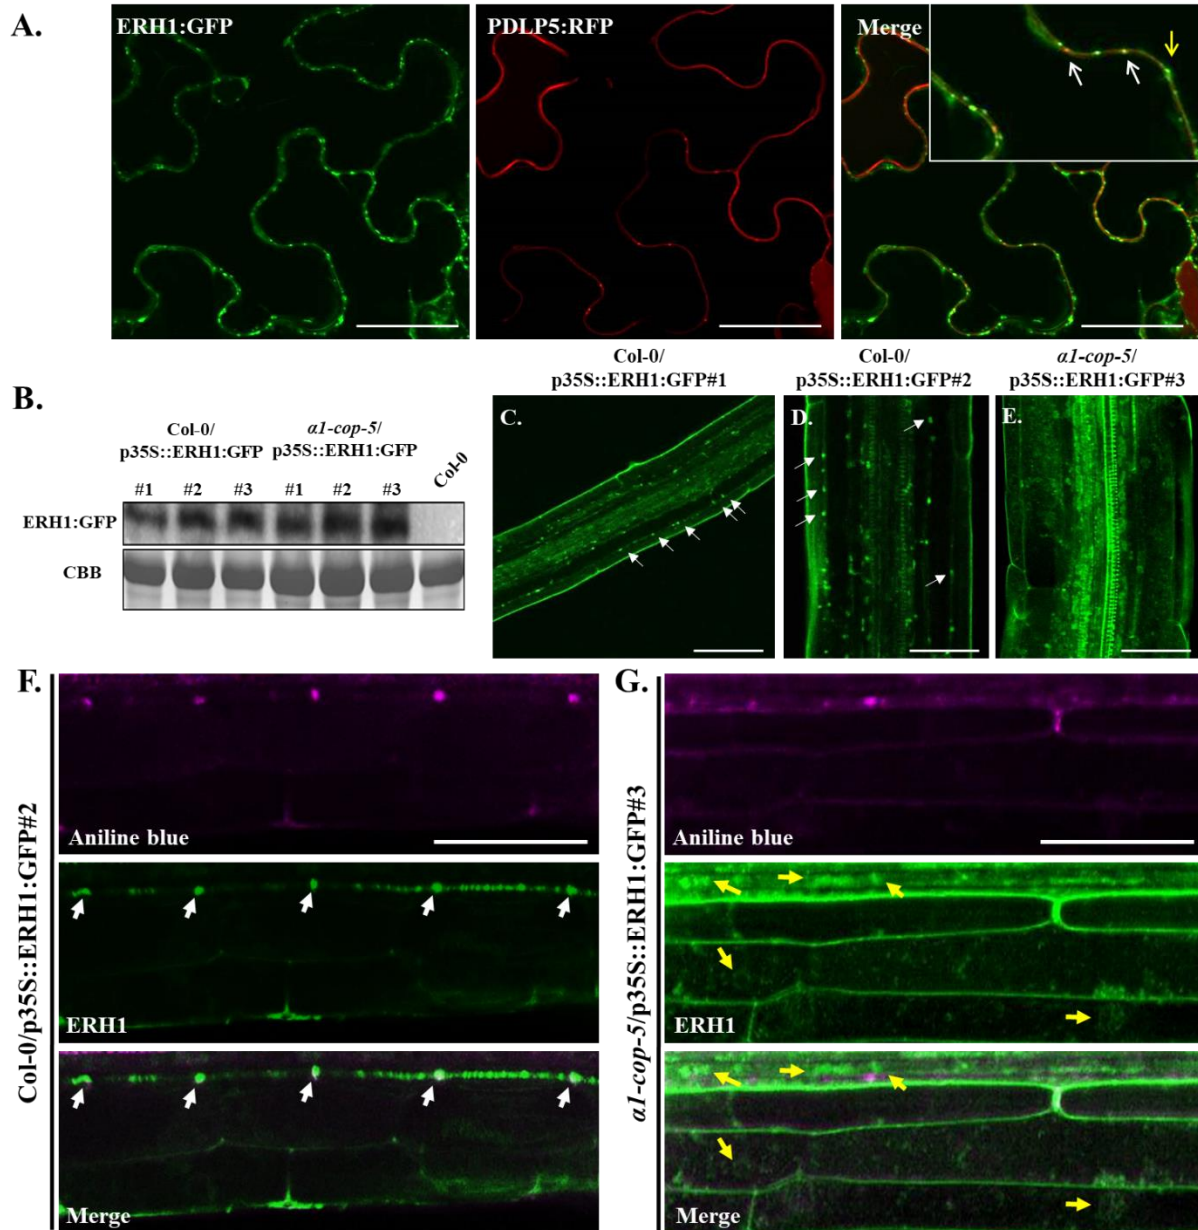 A.
ERH1:GFP
PDLP5:RFP
Merge
B.
Col-0/
p35S::ERH1:GFP
α1-cop-5/
p35S::ERH1:GFP
Col-0
#1 #2 #3 #1 #2 #3
ERH1:GFP
CBB
Col-0/
p35S::ERH1:GFP#1
C.
Col-0/
p35S::ERH1:GFP#2
D.
α1-cop-5/
p35S::ERH1:GFP#3
E.
F.
Col-0/p35S::ERH1:GFP#2
Aniline blue
ERH1
Merge
G.
α1-cop-5/p35S::ERH1:GFP#3
Aniline blue
ERH1
Merge